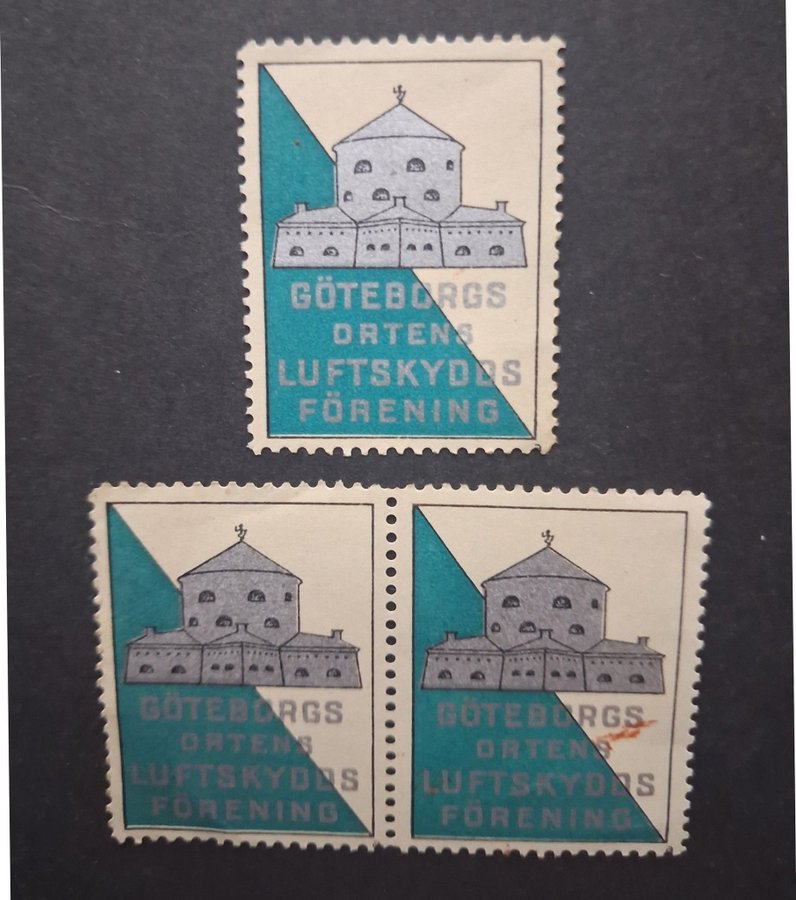 GÖTEBORGS
ORTENS
LUFTSKYDDS
FÖRENING
GÖTEBORGS
ORTENS
LUFTSKYDDS
FÖRENING
GÖTEBORGS
ORTENS
LUFTSKYDDS
FÖRENING